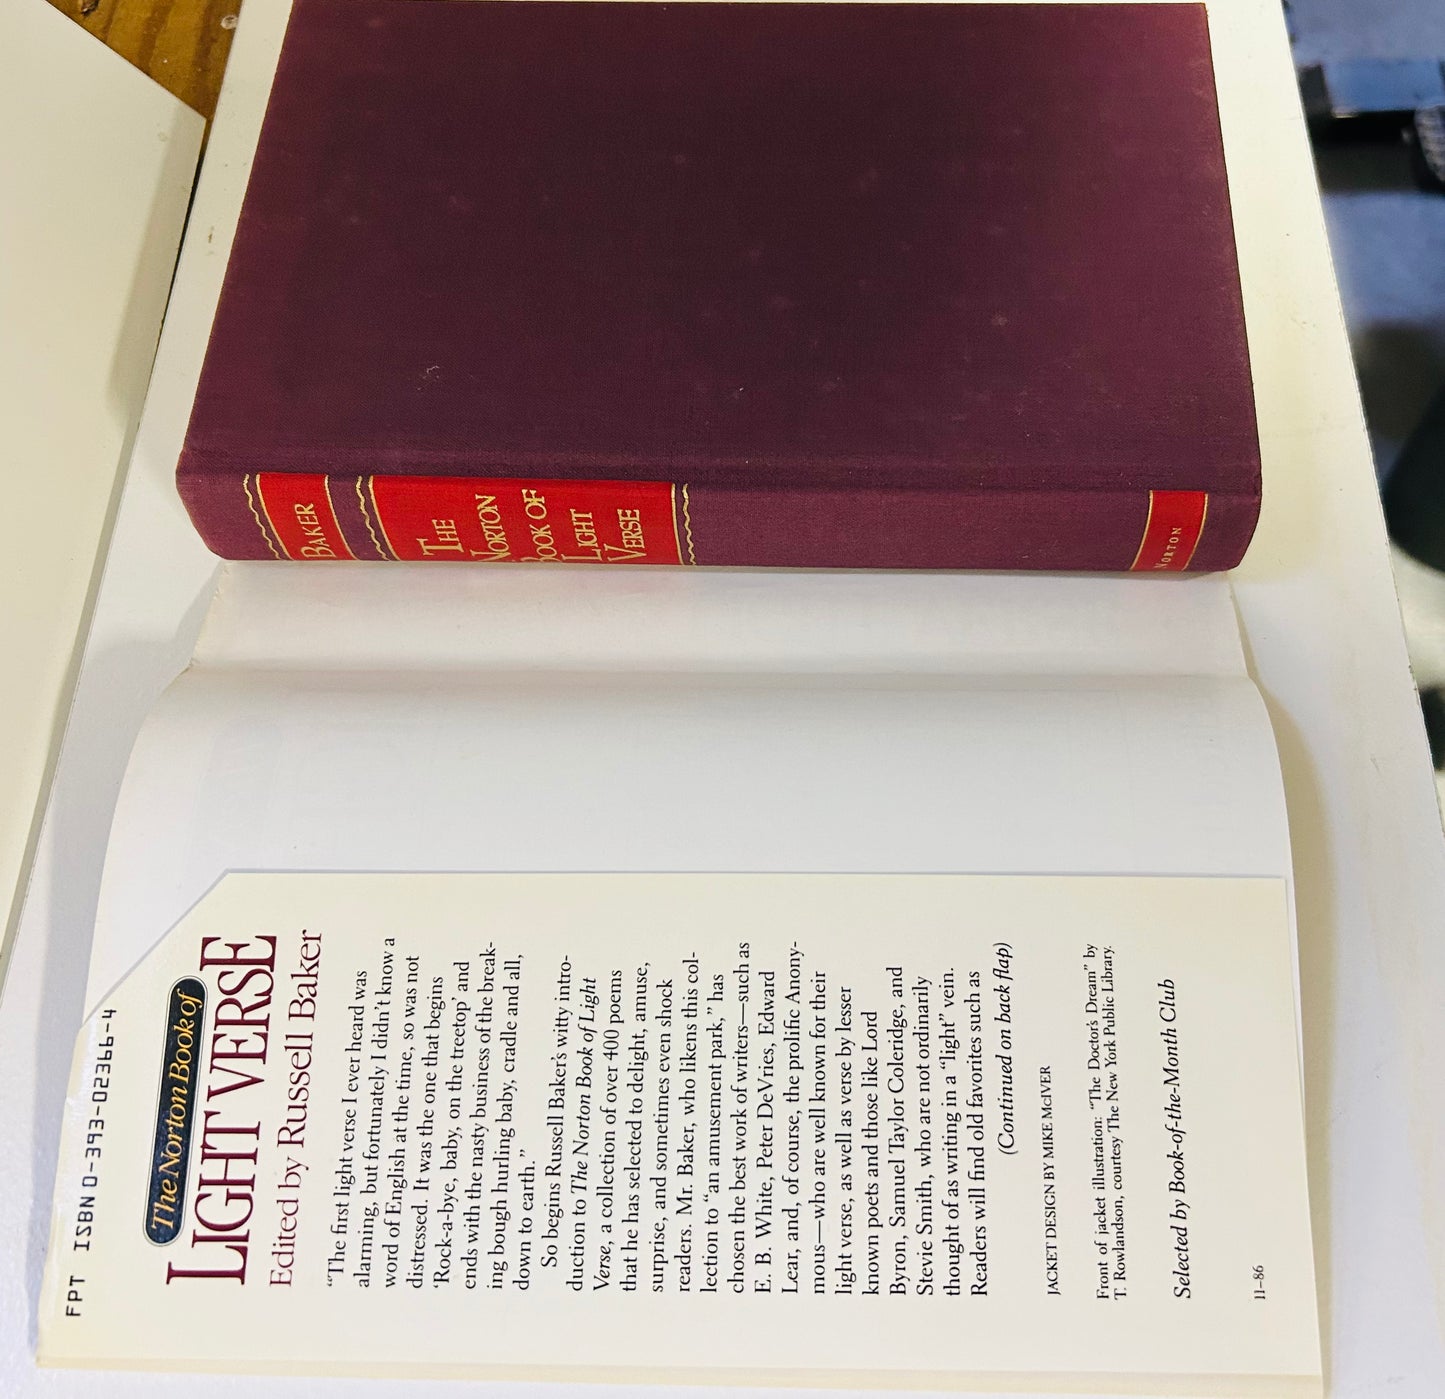 BAKER
THE
NORTON
BOOK OF
LIGHT
VERSE
NORTON
FPT ISBN 0-393-02366-4
The Norton Book of
LIGHT VERSE
Edited by Russell Baker
“The first light verse I ever heard was
alarming, but fortunately I didn’t know a
word of English at the time, so was not
distressed. It was the one that begins
‘Rock-a-bye, baby, on the treetop’ and
ends with the nasty business of the break-
ing bough hurling baby, cradle and all,
down to earth.”
So begins Russell Baker’s witty intro-
duction to The Norton Book of Light
Verse, a collection of over 400 poems
that he has selected to delight, amuse,
surprise, and sometimes even shock
readers. Mr. Baker, who likens this col-
lection to “an amusement park,” has
chosen the best work of writers—such as
E. B. White, Peter DeVries, Edward
Lear, and, of course, the prolific Anony-
mous—who are well known for their
light verse, as well as verse by lesser
known poets and those like Lord
Byron, Samuel Taylor Coleridge, and
Stevie Smith, who are not ordinarily
thought of as writing in a “light” vein.
Readers will find old favorites such as
(Continued on back flap)
JACKET DESIGN BY MIKE McIVER
Front of jacket illustration: “The Doctor’s Dream” by
T. Rowlandson, courtesy The New York Public Library.
Selected by Book-of-the-Month Club
11–86